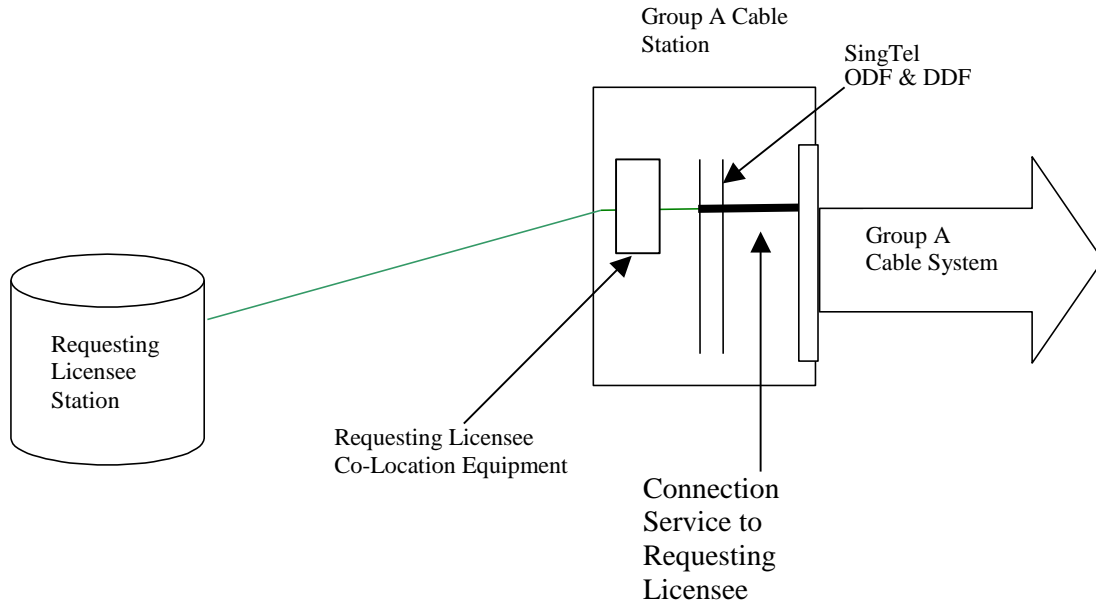 Group A Cable
Station
SingTel
ODF & DDF
Group A
Cable System
Requesting
Licensee
Station
Requesting Licensee
Co-Location Equipment
Connection
Service to
Requesting
Licensee